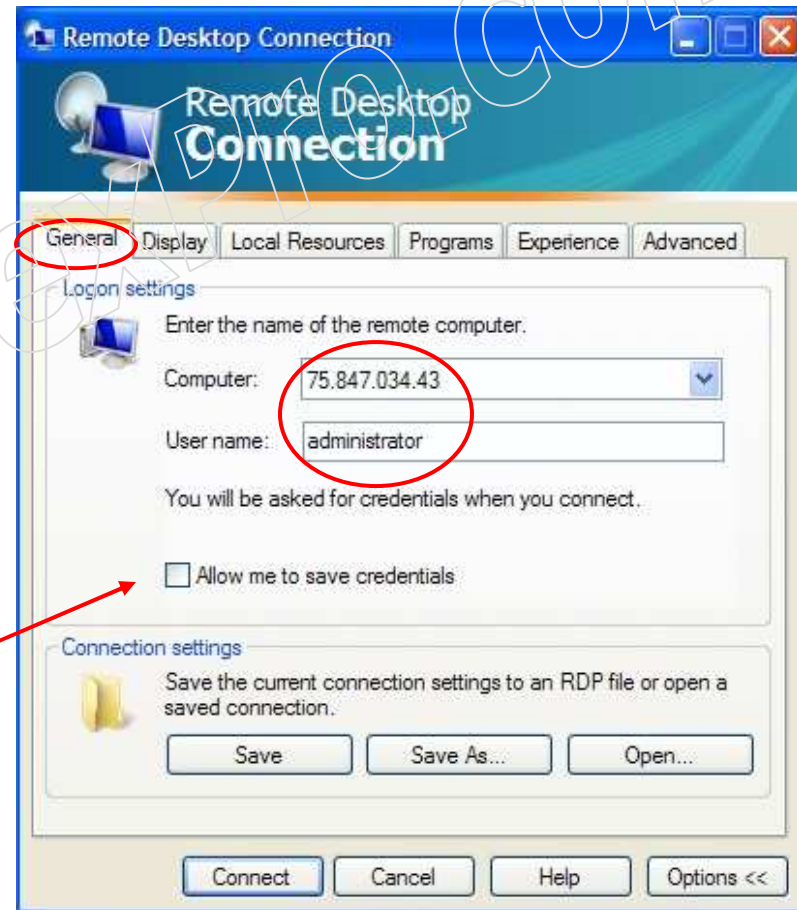 Remote Desktop Connection
Remote Desktop
Connection
General Display Local Resources Programs Experience Advanced
Logon settings
Enter the name of the remote computer.
Computer: 75.847.034.43
User name: administrator
You will be asked for credentials when you connect.
Allow me to save credentials
Connection settings
Save the current connection settings to an RDP file or open a
saved connection.
Save Save As... Open...
Connect Cancel Help Options <<